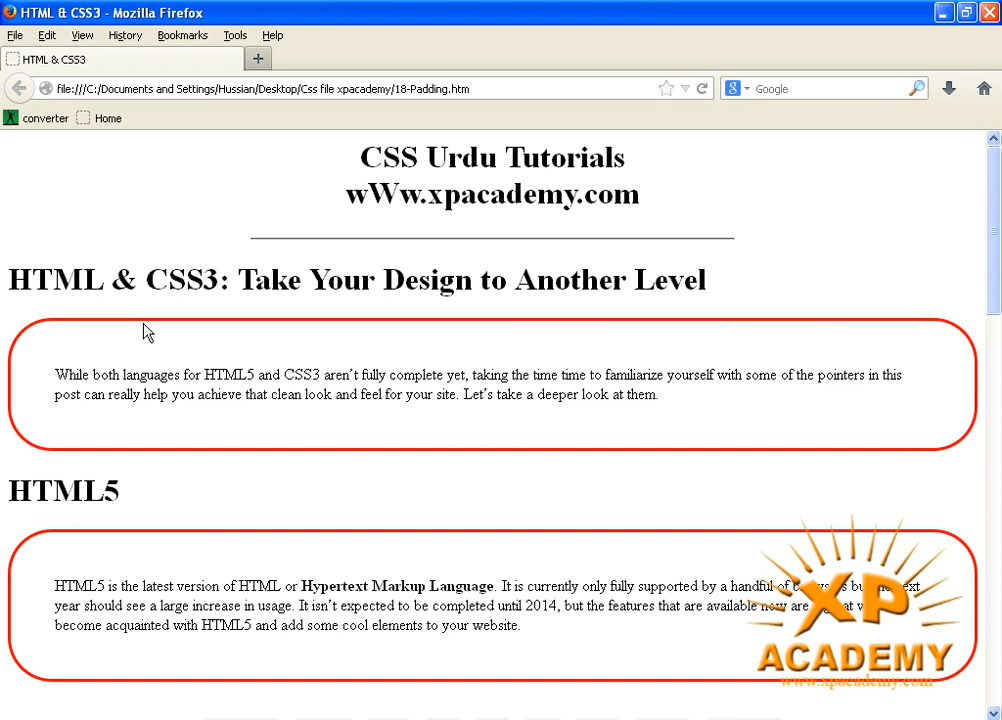 HTML & CSS3 - Mozilla Firefox
File Edit View History Bookmarks Tools Help
HTML & CSS3
file:///C:/Documents and Settings/Hussian/Desktop/Css file xpacademy/18-Padding.htm
Google
converter Home
CSS Urdu Tutorials
wWw.xpacademy.com
HTML & CSS3: Take Your Design to Another Level
While both languages for HTML5 and CSS3 aren’t fully complete yet, taking the time time to familiarize yourself with some of the pointers in this
post can really help you achieve that clean look and feel for your site. Let’s take a deeper look at them.
HTML5
HTML5 is the latest version of HTML or Hypertext Markup Language. It is currently only fully supported by a handful of
year should see a large increase in usage. It isn’t expected to be completed until 2014, but the features that are available now are
become acquainted with HTML5 and add some cool elements to your website.
XP
ACADEMY
www.xpacademy.com